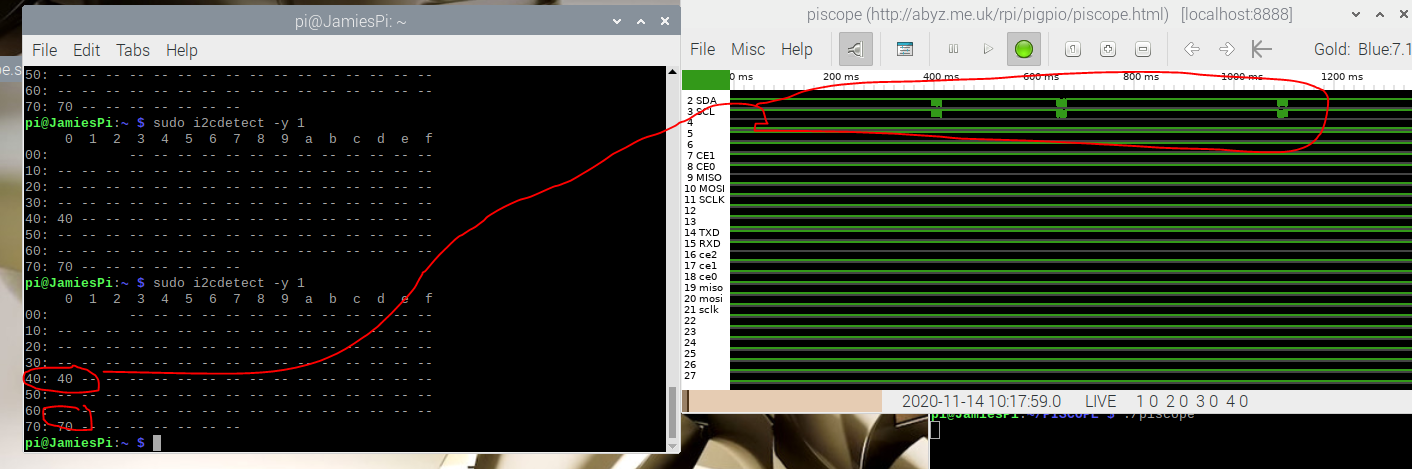 pi@JamiesPi: ~
File Edit Tabs Help
50: -- -- -- -- -- -- -- -- -- -- -- -- -- -- -- --
60: -- -- -- -- -- -- -- -- -- -- -- -- -- -- -- --
70: 70 -- -- -- -- -- -- --
pi@JamiesPi:~ $ sudo i2cdetect -y 1
0 1 2 3 4 5 6 7 8 9 a b c d e f
00: -- -- -- -- -- -- -- -- -- -- -- -- --
10: -- -- -- -- -- -- -- -- -- -- -- -- -- -- -- --
20: -- -- -- -- -- -- -- -- -- -- -- -- -- -- -- --
30: -- -- -- -- -- -- -- -- -- -- -- -- -- -- -- --
40: 40 -- -- -- -- -- -- -- -- -- -- -- -- -- -- --
50: -- -- -- -- -- -- -- -- -- -- -- -- -- -- -- --
60: -- -- -- -- -- -- -- -- -- -- -- -- -- -- -- --
70: 70 -- -- -- -- -- -- --
pi@JamiesPi:~ $ sudo i2cdetect -y 1
0 1 2 3 4 5 6 7 8 9 a b c d e f
00: -- -- -- -- -- -- -- -- -- -- -- -- --
10: -- -- -- -- -- -- -- -- -- -- -- -- -- -- -- --
20: -- -- -- -- -- -- -- -- -- -- -- -- -- -- -- --
30: -- -- -- -- -- -- -- -- -- -- -- -- -- -- -- --
40: 40 -- -- -- -- -- -- -- -- -- -- -- -- -- -- --
50: -- -- -- -- -- -- -- -- -- -- -- -- -- -- -- --
60: -- -- -- -- -- -- -- -- -- -- -- -- -- -- -- --
70: 70 -- -- -- -- -- -- --
pi@JamiesPi:~ $
piscope (http://abyz.me.uk/rpi/pigpio/piscope.html) [localhost:8888]
File Misc Help Gold: Blue:7.1
0 ms 200 ms 400 ms 600 ms 800 ms 1000 ms 1200 ms
2 SDA
3 SCL
4
5
6
7 CE1
8 CE0
9 MISO
10 MOSI
11 SCLK
12
13
14 TXD
15 RXD
16 ce2
17 ce1
18 ce0
19 miso
20 mosi
21 sclk
22
23
24
25
26
27
2020-11-14 10:17:59.0 LIVE 1 0 2 0 3 0 4 0
pi@JamiesPi:~/PISCOPE $ ./piscope